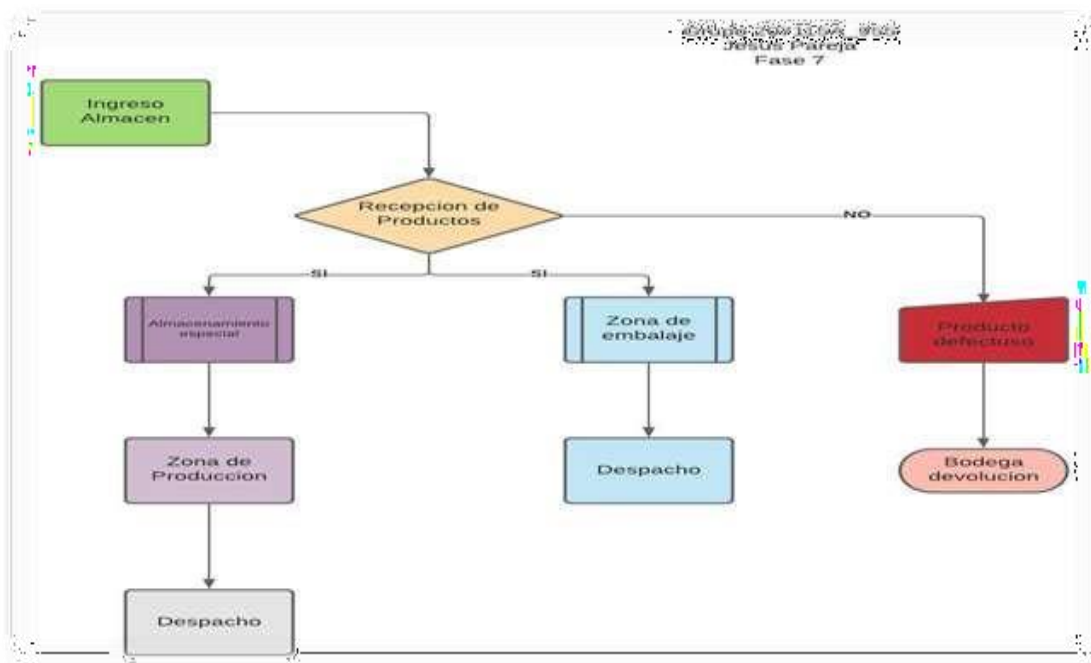 Jesus Pareja
Fase 7
Ingreso
Almacen
Recepcion de
Productos
NO
SI
SI
Almacenamiento
especial
Zona de
embalaje
Producto
defectuso
Zona de
Produccion
Despacho
Bodega
devolucion
Despacho